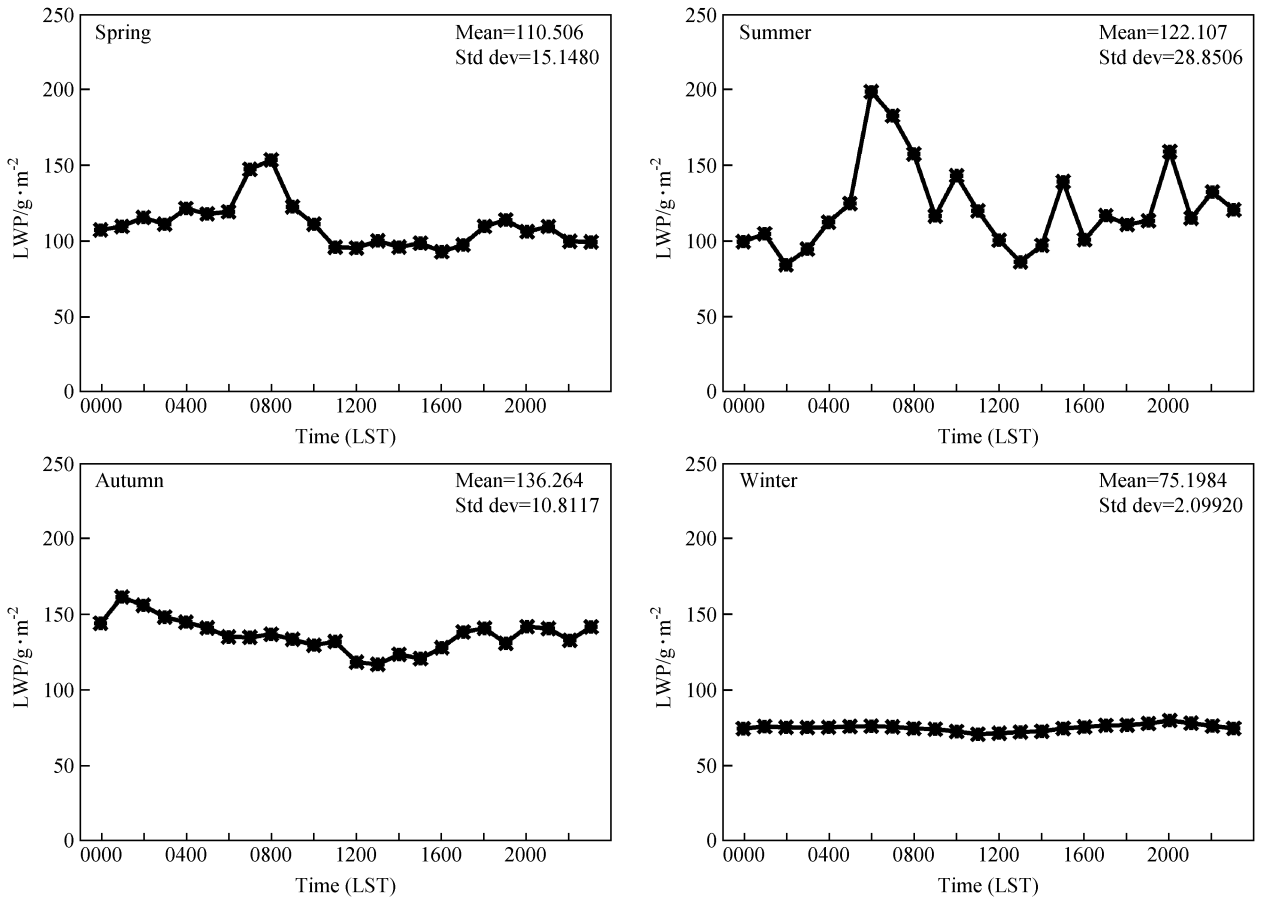 Spring
Mean=110.506
Std dev=15.1480
LWP/g·m⁻²
250
200
150
100
50
0
0000 0400 0800 1200 1600 2000
Time (LST)
Summer
Mean=122.107
Std dev=28.8506
LWP/g·m⁻²
250
200
150
100
50
0
0000 0400 0800 1200 1600 2000
Time (LST)
Autumn
Mean=136.264
Std dev=10.8117
LWP/g·m⁻²
250
200
150
100
50
0
0000 0400 0800 1200 1600 2000
Time (LST)
Winter
Mean=75.1984
Std dev=2.09920
LWP/g·m⁻²
250
200
150
100
50
0
0000 0400 0800 1200 1600 2000
Time (LST)